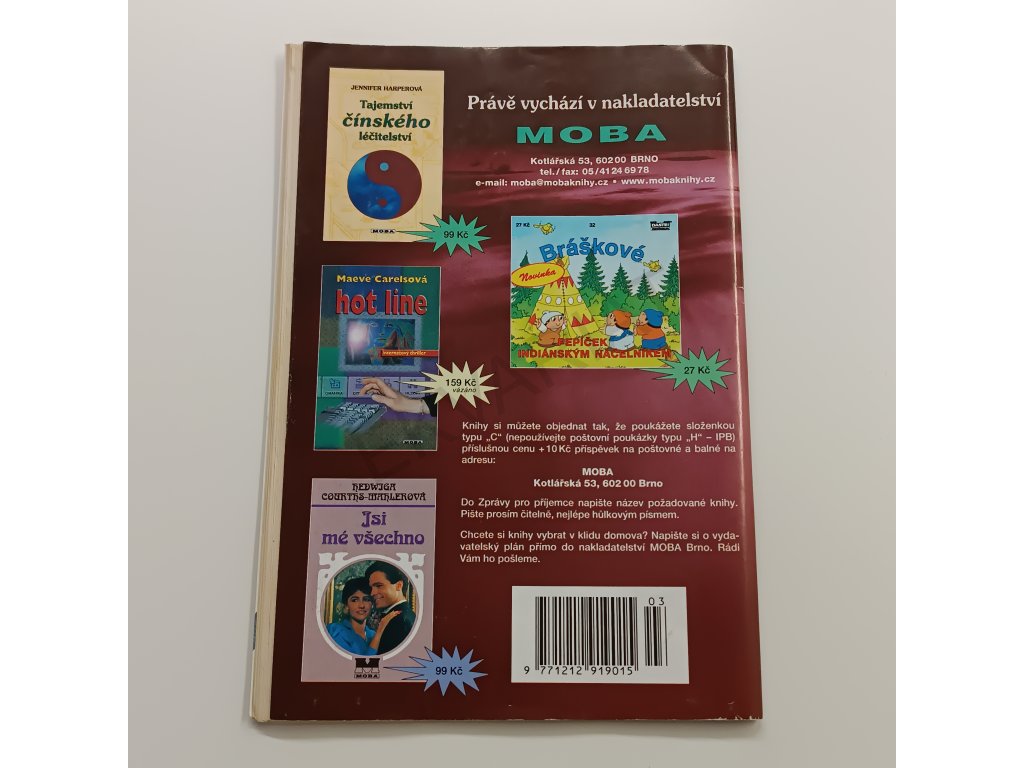 JENNIFER HARPEROVÁ
Tajemství
čínského
léčitelství
MOBA
99 Kč
Maeve Carelsová
hot line
internetový thriller
MOBA
159 Kč
vázáno
HEDWIGA
COURTHS-MAHLEROVÁ
Jsi
mé všechno
MOBA
99 Kč
Právě vychází v nakladatelství
MOBA
Kotlářská 53, 602 00 BRNO
tel./fax: 05/41 24 69 78
e-mail: moba@mobaknihy.cz • www.mobaknihy.cz
27 Kč 32
Bráškové
Novinka
PEPÍČEK
INDIÁNSKÝM NÁČELNÍKEM
27 Kč
Knihy si můžete objednat tak, že poukážete složenkou
typu „C“ (nepoužívejte poštovní poukázky typu „H“ – IPB)
příslušnou cenu + 10 Kč příspěvek na poštovné a balné na
adresu:
MOBA
Kotlářská 53, 602 00 Brno
Do Zprávy pro příjemce napište název požadované knihy.
Pište prosím čitelně, nejlépe hůlkovým písmem.
Chcete si knihy vybrat v klidu domova? Napište si o vyda-
vatelský plán přímo do nakladatelství MOBA Brno. Rádi
Vám ho pošleme.
03
9 771212 919015